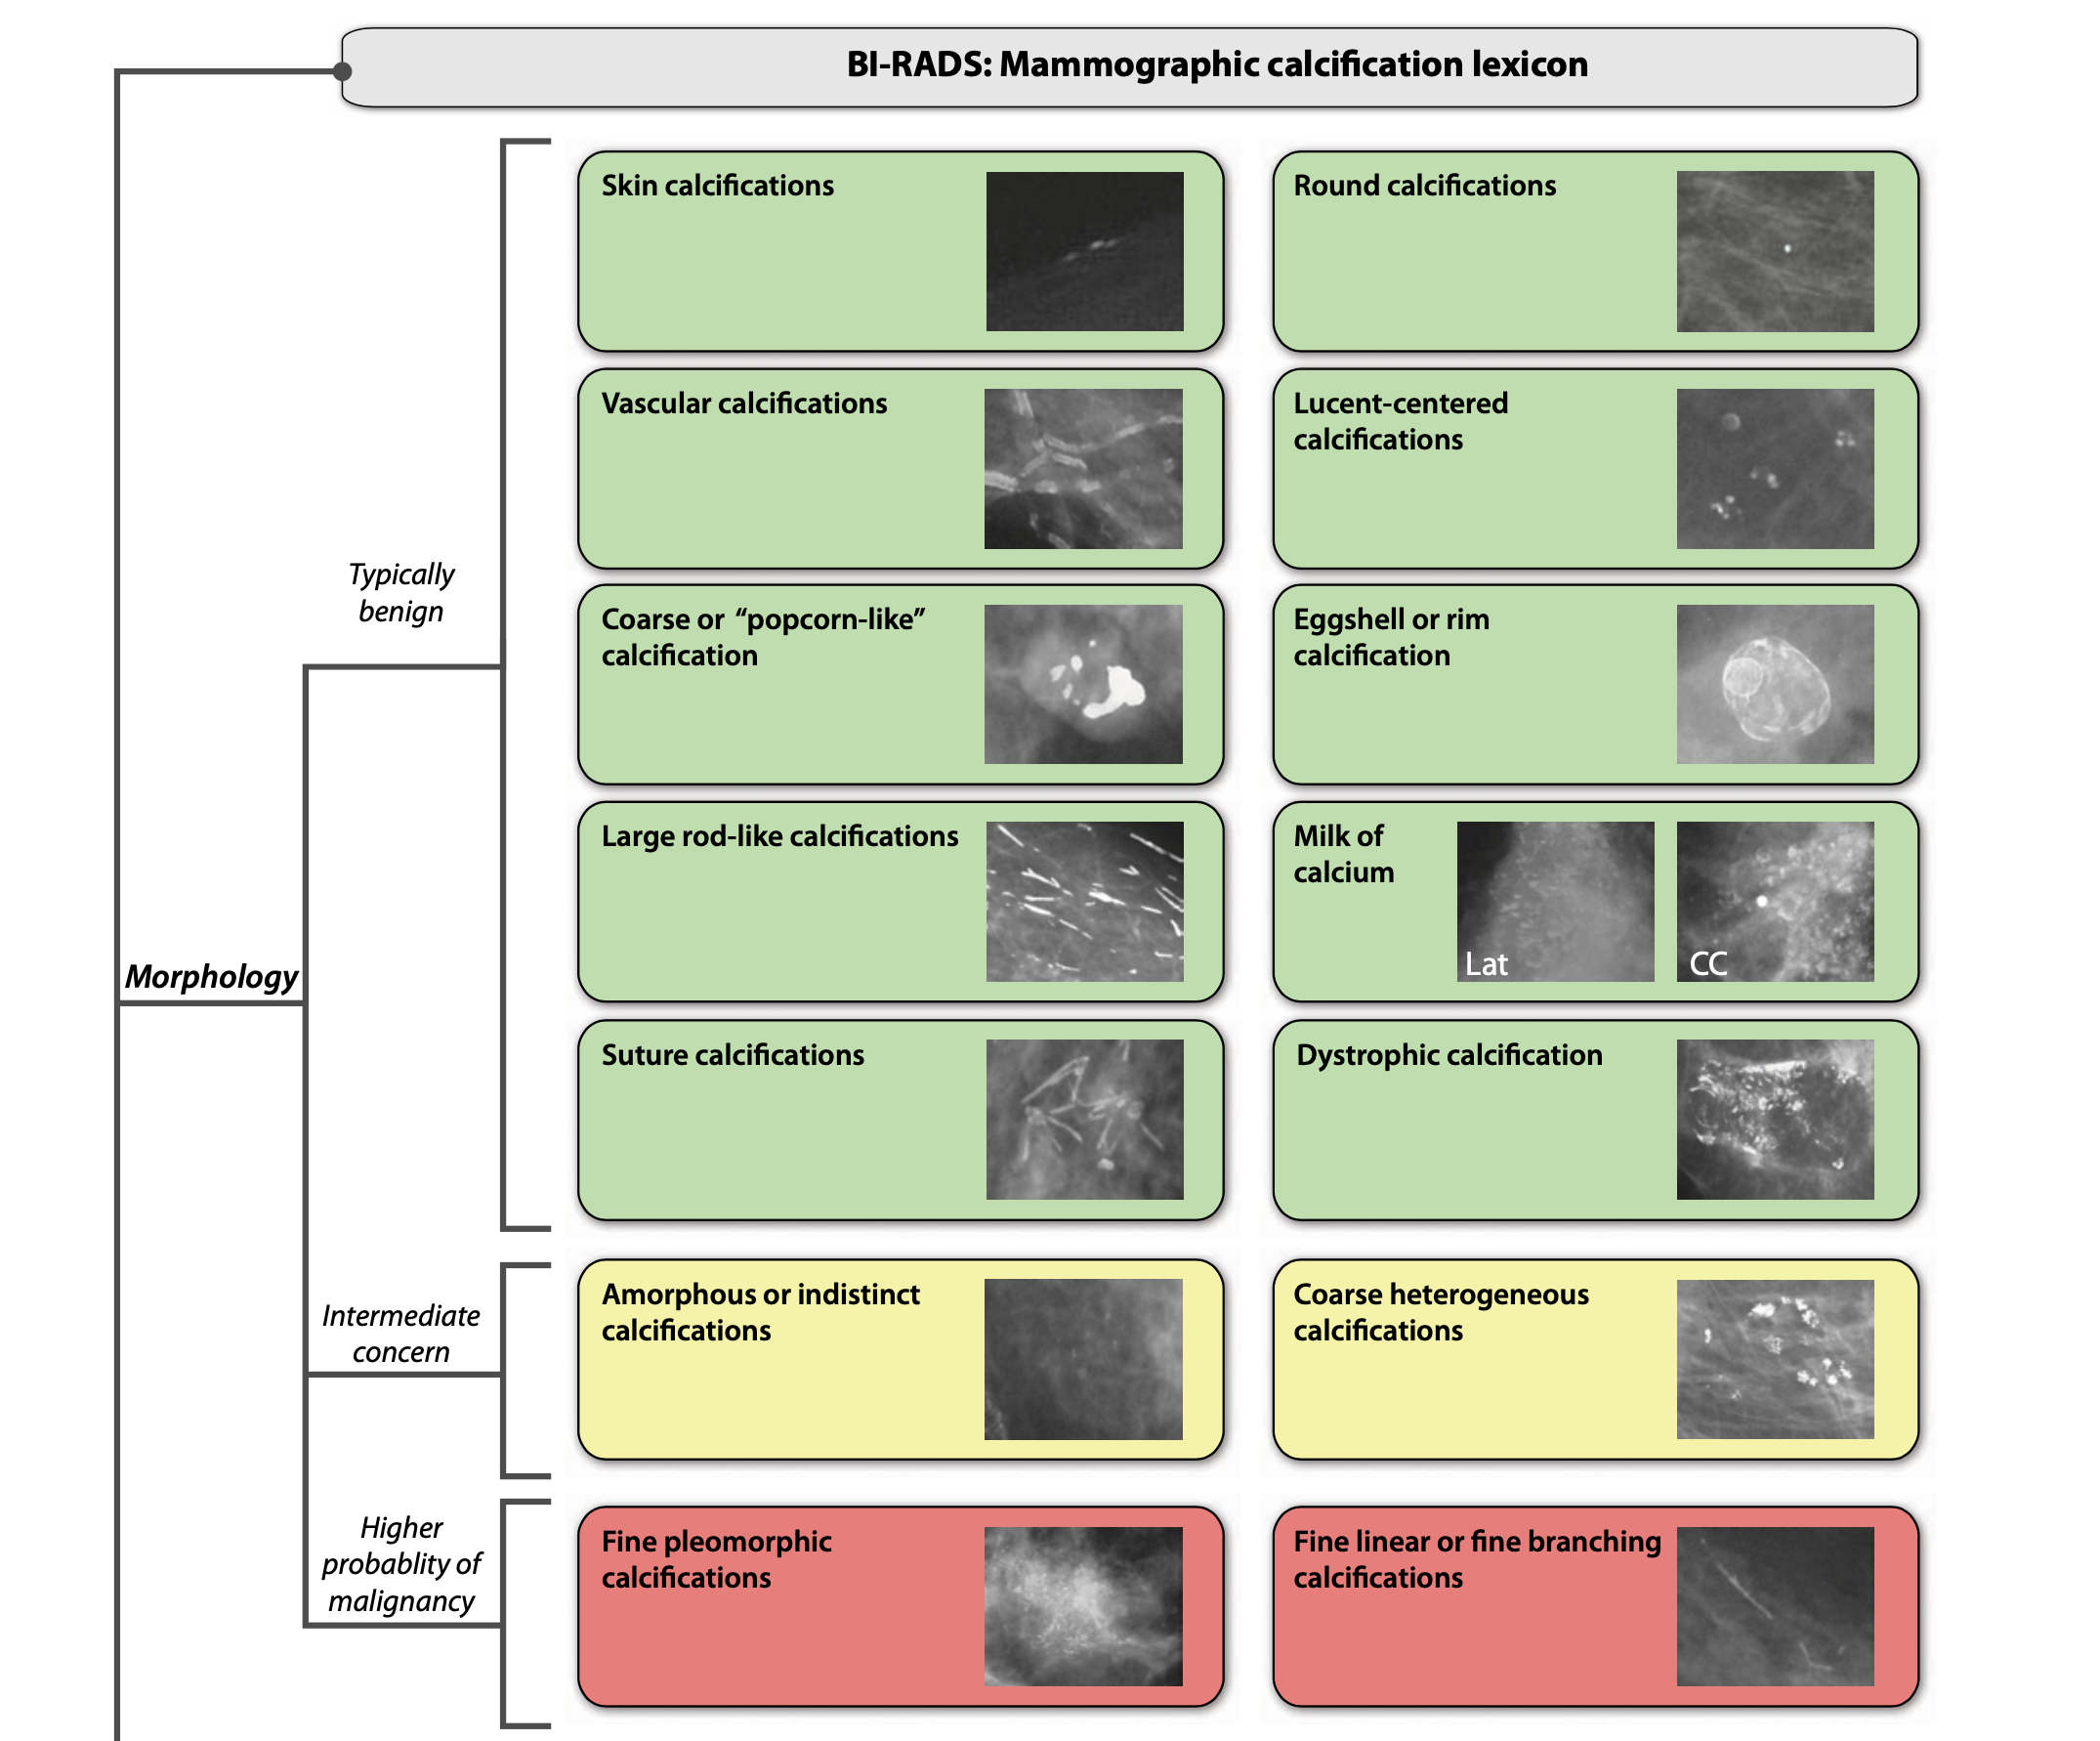 BI-RADS: Mammographic calcification lexicon
Skin calcifications
Round calcifications
Vascular calcifications
Lucent-centered
calcifications
Typically
benign
Coarse or “popcorn-like”
calcification
Eggshell or rim
calcification
Large rod-like calcifications
Milk of
calcium
Lat
CC
Morphology
Suture calcifications
Dystrophic calcification
Intermediate
concern
Amorphous or indistinct
calcifications
Coarse heterogeneous
calcifications
Higher
probablity of
malignancy
Fine pleomorphic
calcifications
Fine linear or fine branching
calcifications